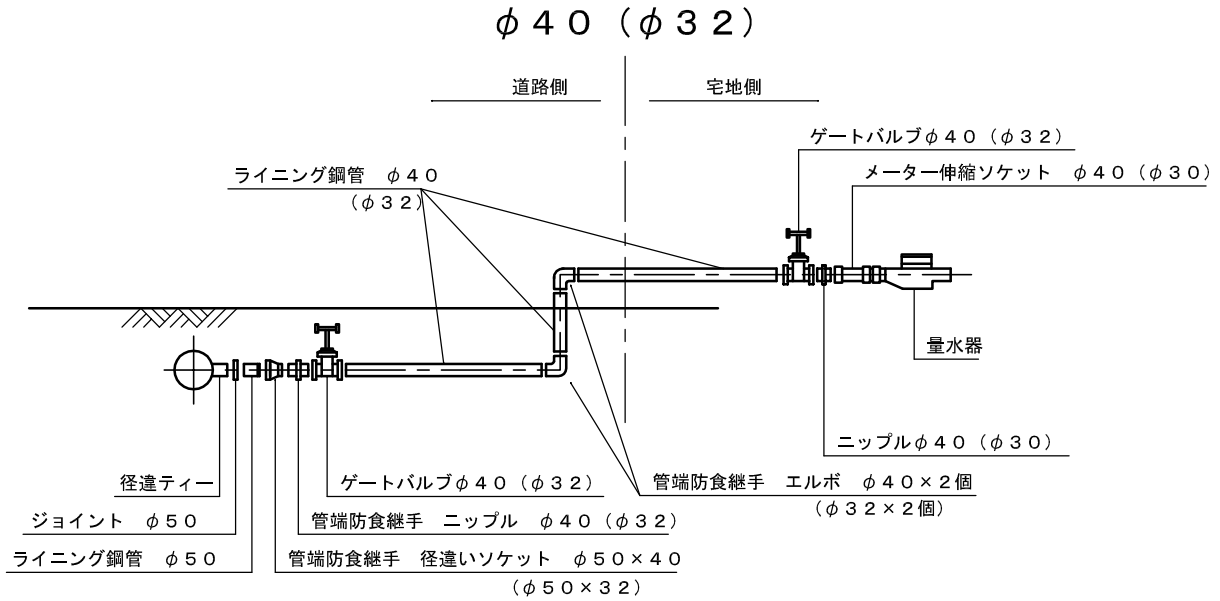 φ４０（φ３２）
道路側
宅地側
ゲートバルブφ４０（φ３２）
ライニング鋼管　φ４０
（φ３２）
メーター伸縮ソケット　φ４０（φ３０）
量水器
ニップルφ４０（φ３０）
径違ティー
ゲートバルブφ４０（φ３２）
管端防食継手　エルボ　φ４０×２個
（φ３２×２個）
ジョイント　φ５０
管端防食継手　ニップル　φ４０（φ３２）
ライニング鋼管　φ５０
管端防食継手　径違いソケット　φ５０×４０
（φ５０×３２）